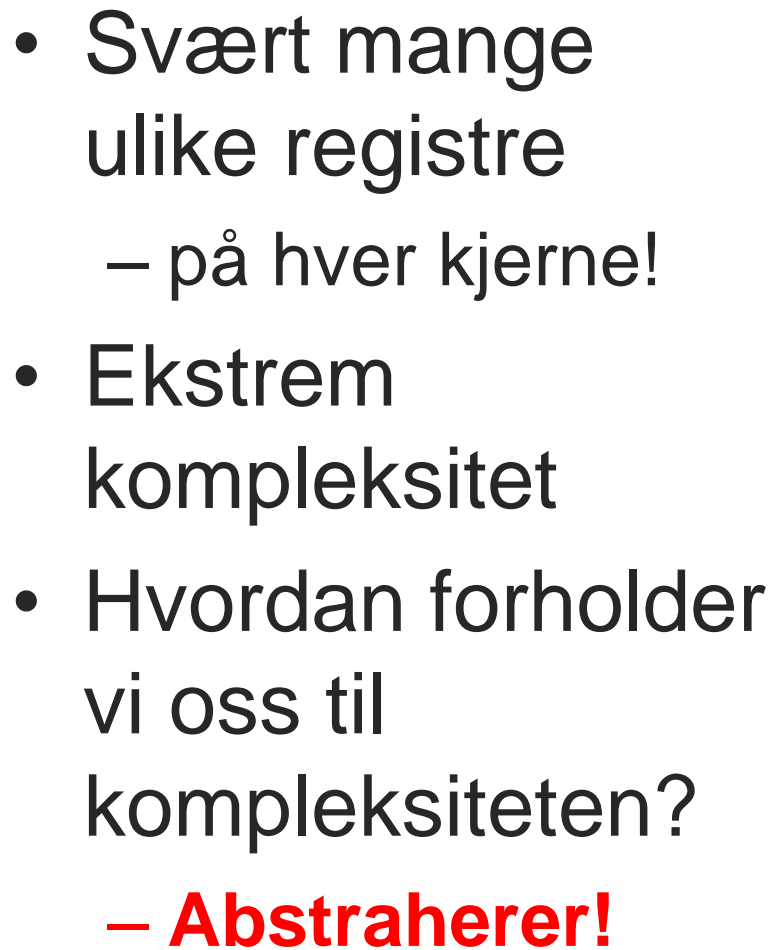 • Svært mange
ulike registre
– på hver kjerne!
• Ekstrem
kompleksitet
• Hvordan forholder
vi oss til
kompleksiteten?
– Abstraherer!